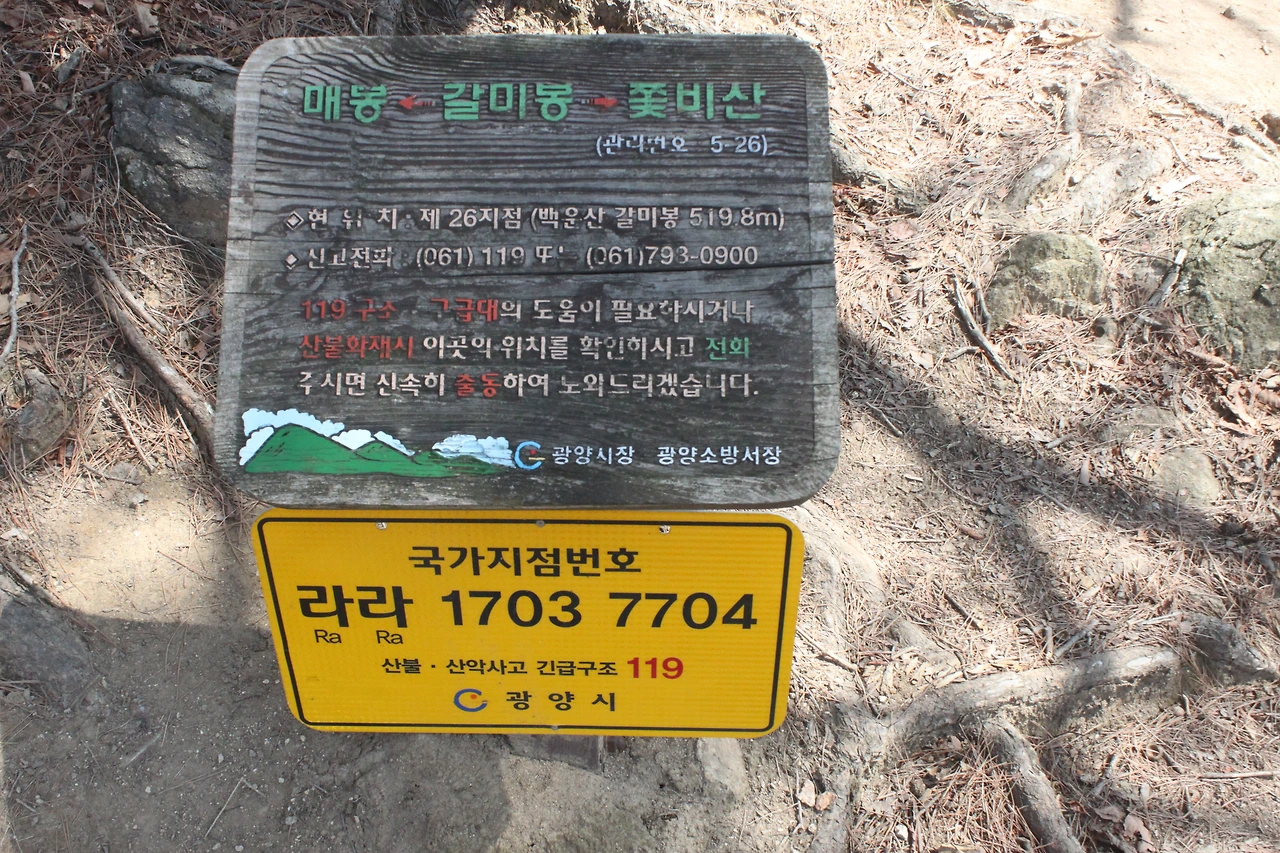 매봉 ← 갈미봉 → 쫓비산
(관리번호 5-26)
◈현 위 치 : 제 26지점 (백운산 갈미봉 519.8m)
◈신고전화 : (061) 119 또는 (061)793-0900
119 구조 · 구급대의 도움이 필요하시거나
산불화재시 이곳의 위치를 확인하시고 전화
주시면 신속히 출동하여 도와드리겠습니다.
광양시장 광양소방서장
국가지점번호
라라 1703 7704
Ra Ra
산불 · 산악사고 긴급구조 119
광양시